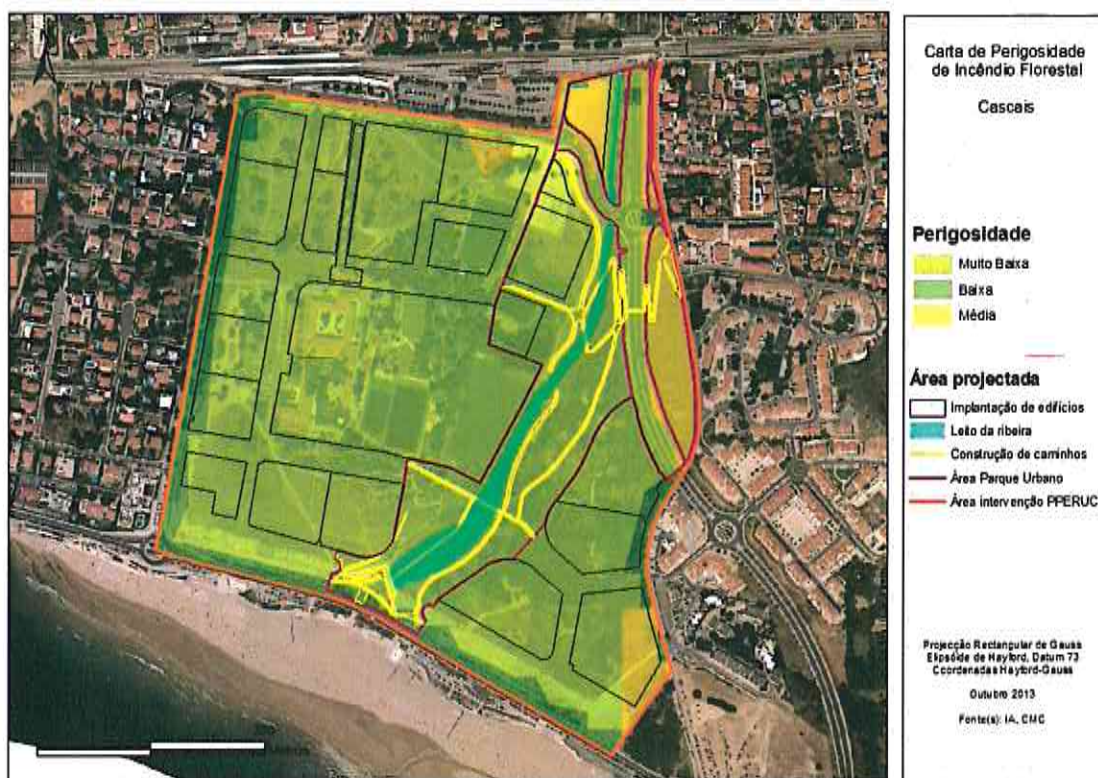 Carta de Perigosidade
de Incêndio Florestal
Cascais
Perigosidade
Muito Baixa
Baixa
Média
Área projectada
Implantação de edifícios
Leito da ribeira
Construção de caminhos
Área Parque Urbano
Área intervenção PPERUC
Projecção Rectangular de Gauss
Elipsóide de Hayford, Datum 73
Coordenadas Hayford-Gauss
Outubro 2013
Fonte(s): IA, CMC